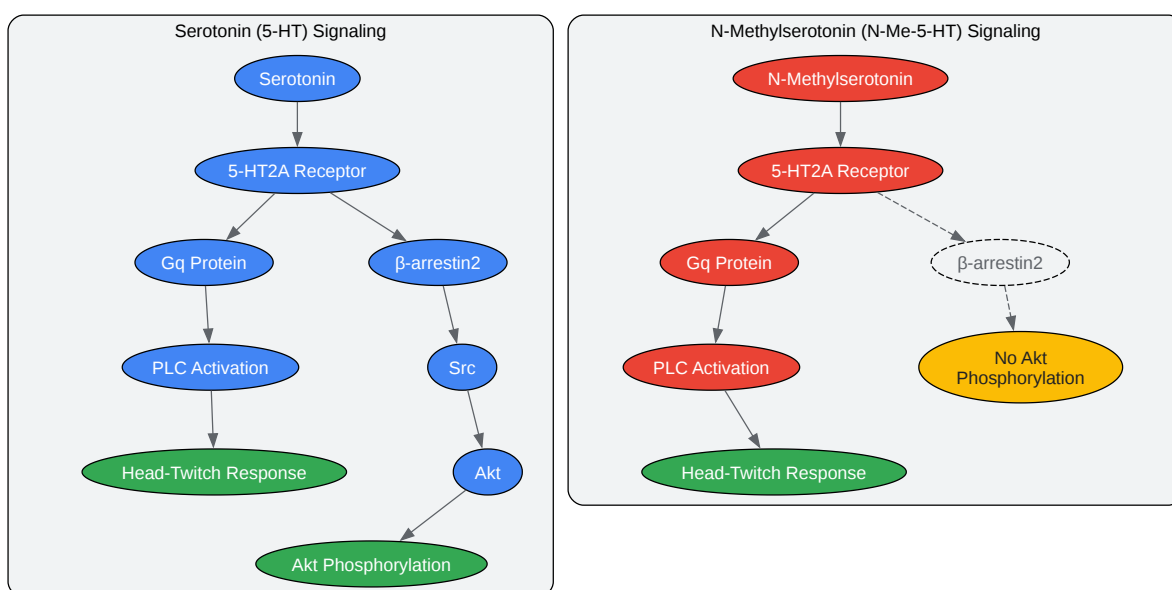 Serotonin (5-HT) Signaling
Serotonin
5-HT2A Receptor
Gq Protein
β-arrestin2
PLC Activation
Src
Head-Twitch Response
Akt
Akt Phosphorylation
N-Methylserotonin (N-Me-5-HT) Signaling
N-Methylserotonin
5-HT2A Receptor
Gq Protein
β-arrestin2
PLC Activation
No Akt
Phosphorylation
Head-Twitch Response